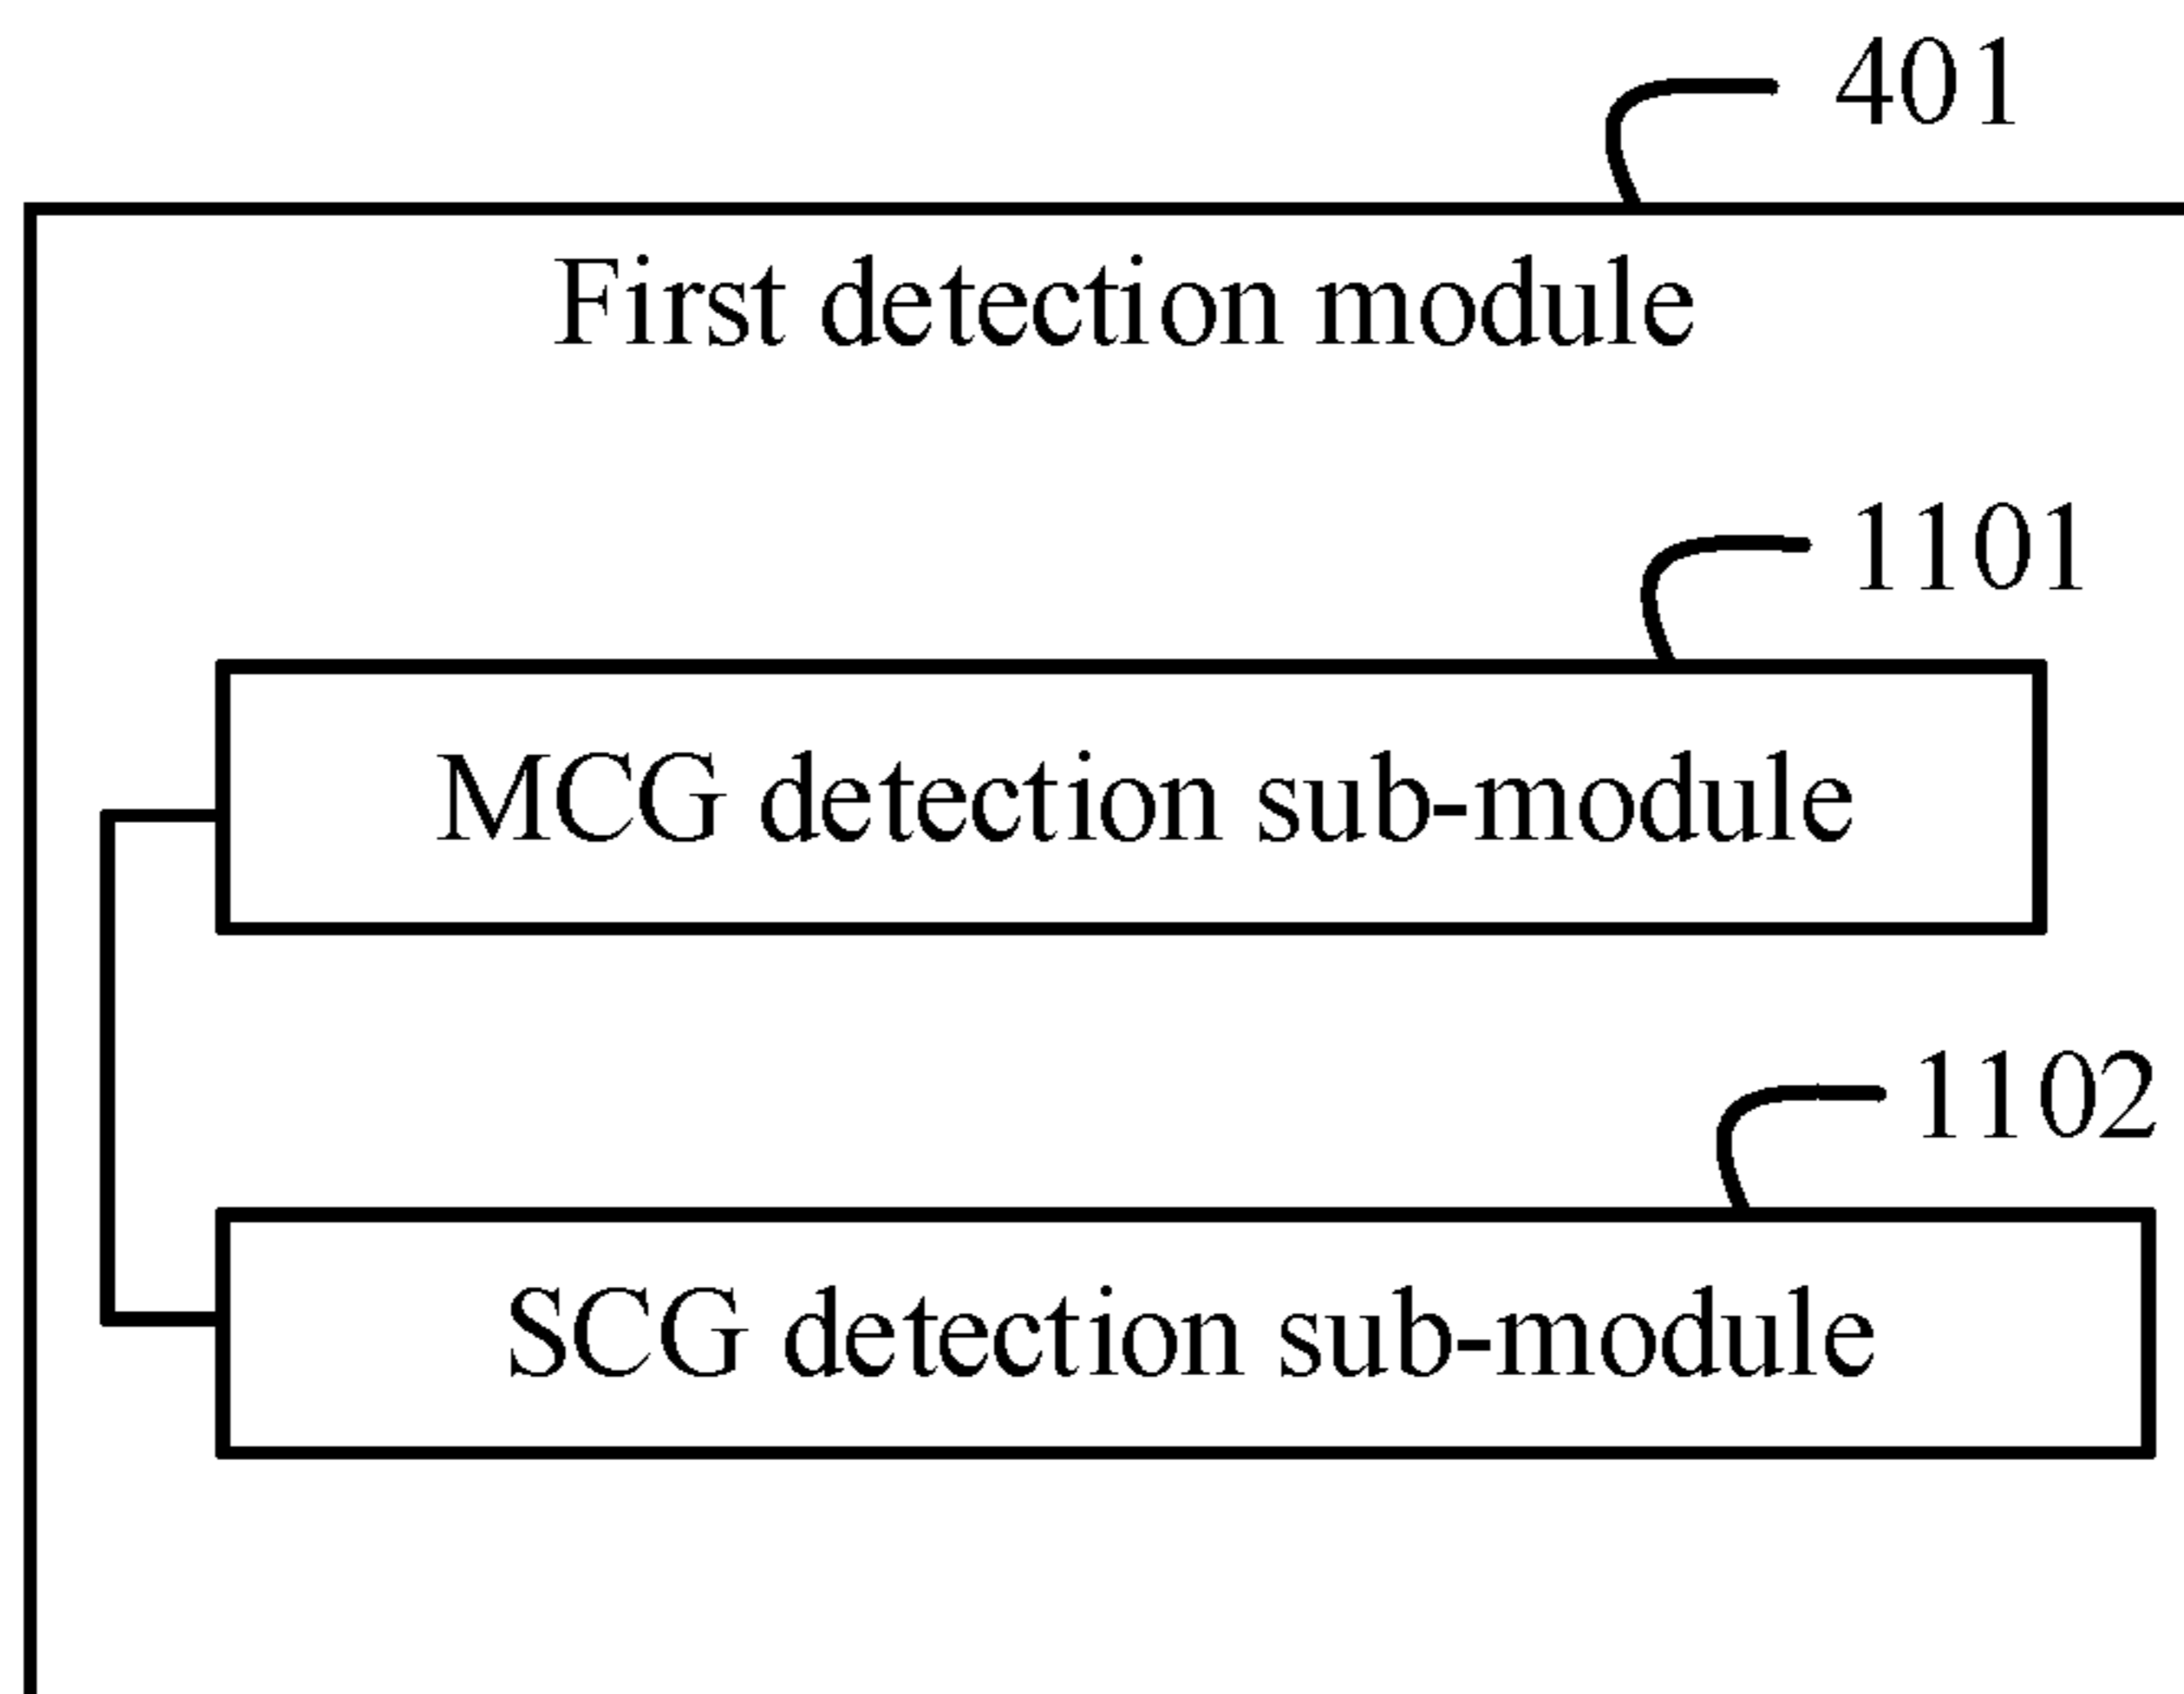 401
First detection module
1101
MCG detection sub-module
1102
SCG detection sub-module